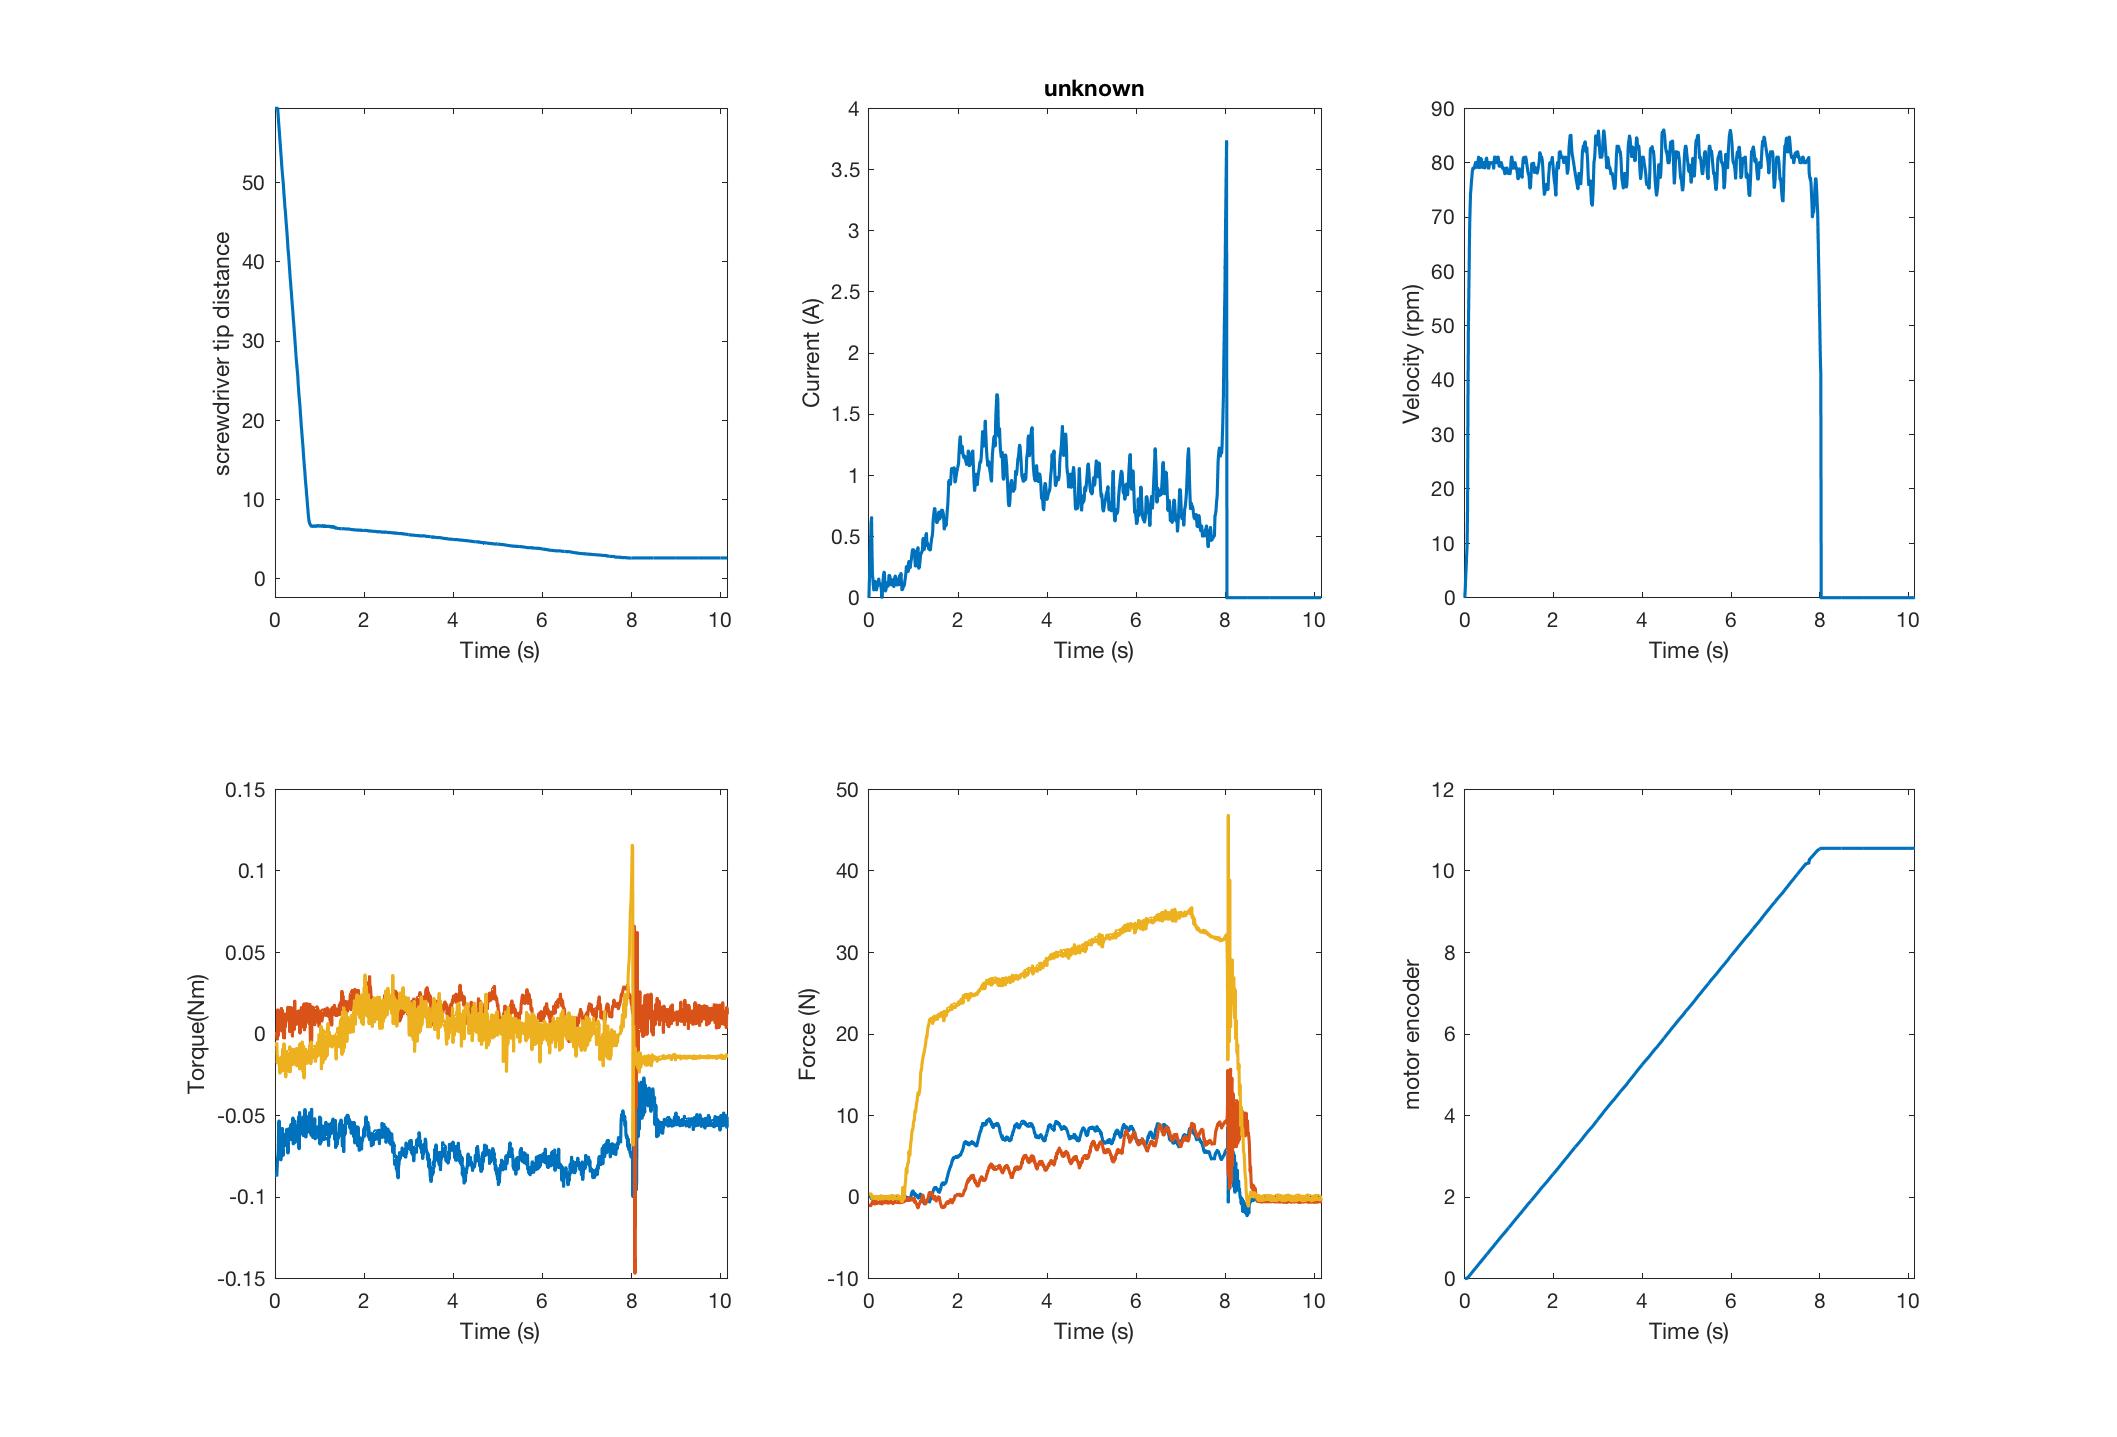 unknown
screwdriver tip distance
50
40
30
20
10
0
0 2 4 6 8 10
Time (s)
Current (A)
4
3.5
3
2.5
2
1.5
1
0.5
0
0 2 4 6 8 10
Time (s)
Velocity (rpm)
90
80
70
60
50
40
30
20
10
0
0 2 4 6 8 10
Time (s)
Torque(Nm)
0.15
0.1
0.05
0
-0.05
-0.1
-0.15
0 2 4 6 8 10
Time (s)
Force (N)
50
40
30
20
10
0
-10
0 2 4 6 8 10
Time (s)
motor encoder
12
10
8
6
4
2
0
0 2 4 6 8 10
Time (s)